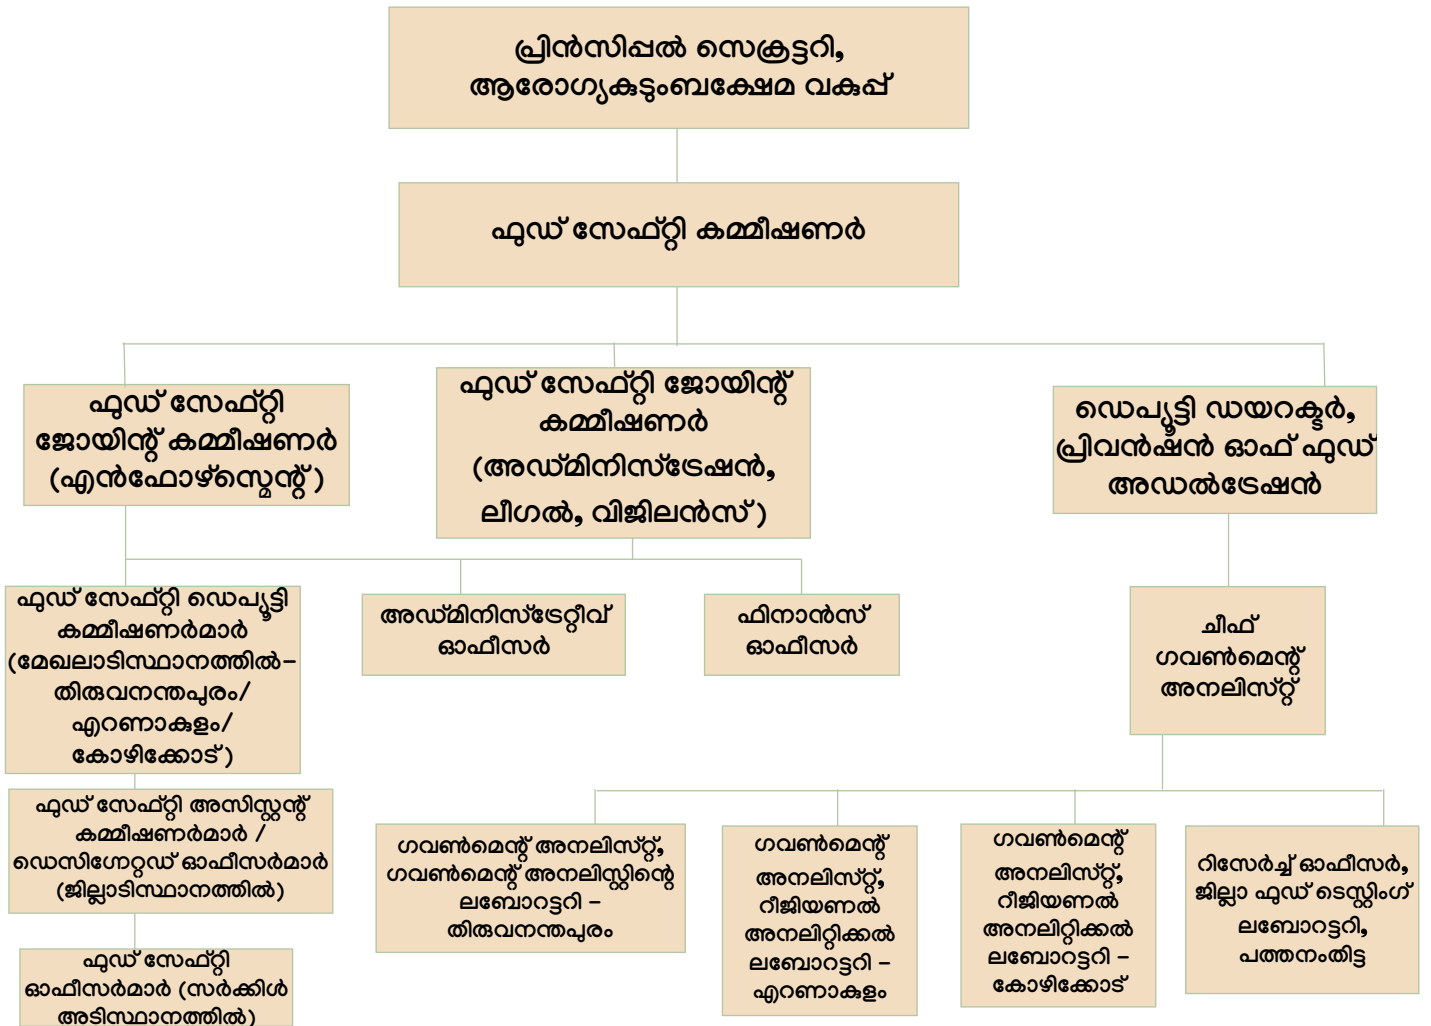 പ്രിൻസിപ്പൽ സെക്രട്ടറി,
ആരോഗ്യകുടുംബക്ഷേമ വകുപ്പ്
ഫുഡ് സേഫ്റ്റി കമ്മീഷണർ
ഫുഡ് സേഫ്റ്റി
ജോയിന്റ് കമ്മീഷണർ
(എൻഫോഴ്സ്മെന്റ് )
ഫുഡ് സേഫ്റ്റി ജോയിന്റ്
കമ്മീഷണർ
(അഡ്മിനിസ്ട്രേഷൻ,
ലീഗൽ, വിജിലൻസ് )
ഡെപ്യൂട്ടി ഡയറക്ടർ,
പ്രിവൻഷൻ ഓഫ് ഫുഡ്
അഡൽട്രേഷൻ
ഫുഡ് സേഫ്റ്റി ഡെപ്യൂട്ടി
കമ്മീഷണർമാർ
(മേഖലാടിസ്ഥാനത്തിൽ-
തിരുവനന്തപുരം/
എറണാകുളം/
കോഴിക്കോട് )
അഡ്മിനിസ്ട്രേറ്റീവ്
ഓഫീസർ
ഫിനാൻസ്
ഓഫീസർ
ചീഫ്
ഗവൺമെന്റ്
അനലിസ്റ്റ്
ഫുഡ് സേഫ്റ്റി അസിസ്റ്റന്റ്
കമ്മീഷണർമാർ /
ഡെസിഗ്നേറ്റഡ് ഓഫീസർമാർ
(ജില്ലാടിസ്ഥാനത്തിൽ)
ഫുഡ് സേഫ്റ്റി
ഓഫീസർമാർ (സർക്കിൾ
അടിസ്ഥാനത്തിൽ)
ഗവൺമെന്റ് അനലിസ്റ്റ്,
ഗവൺമെന്റ് അനലിസ്റ്റിന്റെ
ലബോറട്ടറി -
തിരുവനന്തപുരം
ഗവൺമെന്റ്
അനലിസ്റ്റ്,
റീജിയണൽ
അനലിറ്റിക്കൽ
ലബോറട്ടറി -
എറണാകുളം
ഗവൺമെന്റ്
അനലിസ്റ്റ്,
റീജിയണൽ
അനലിറ്റിക്കൽ
ലബോറട്ടറി -
കോഴിക്കോട്
റിസേർച്ച് ഓഫീസർ,
ജില്ലാ ഫുഡ് ടെസ്റ്റിംഗ്
ലബോറട്ടറി,
പത്തനംതിട്ട